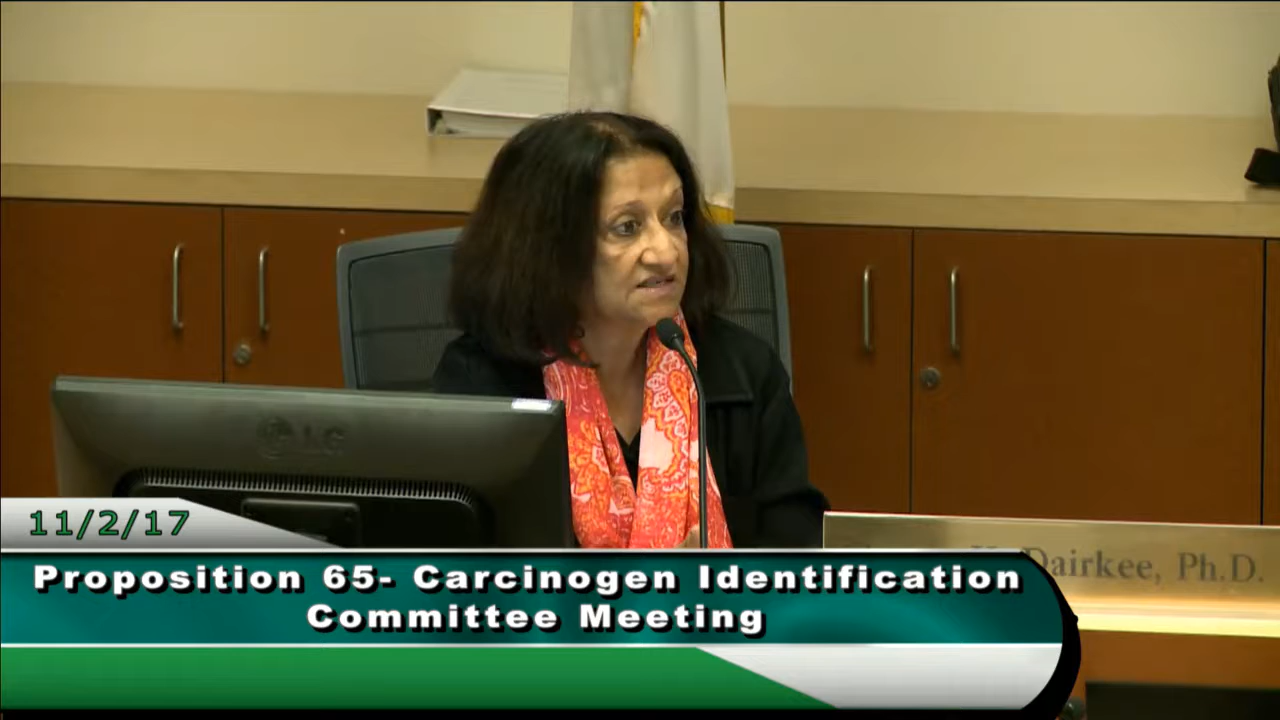 LG
Dairkee, Ph.D.
11/2/17
Proposition 65- Carcinogen Identification
Committee Meeting